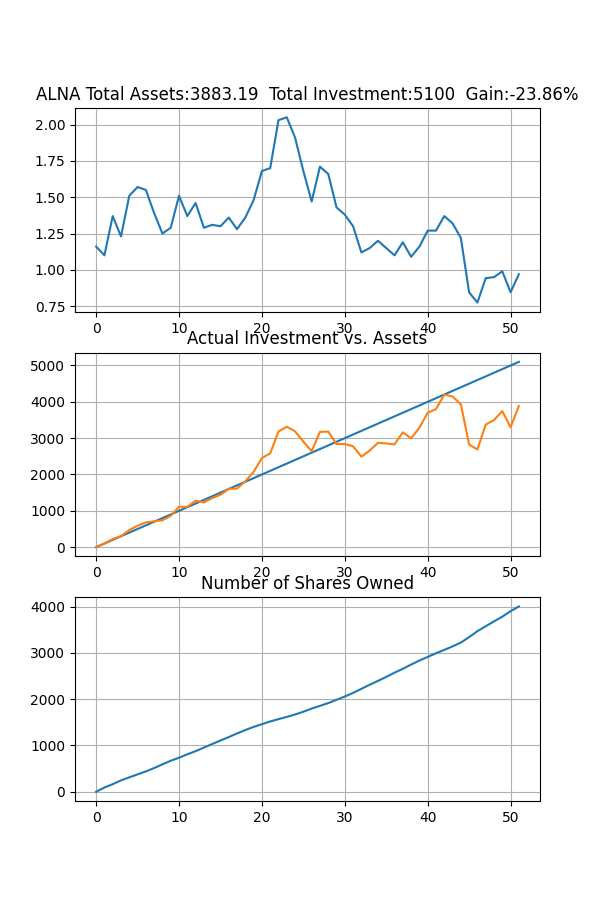 ALNA Total Assets:3883.19  Total Investment:5100  Gain:-23.86%
2.00
1.75
1.50
1.25
1.00
0.75
0 10 20 30 40 50
Actual Investment vs. Assets
5000
4000
3000
2000
1000
0
0 10 20 30 40 50
Number of Shares Owned
4000
3000
2000
1000
0
0 10 20 30 40 50